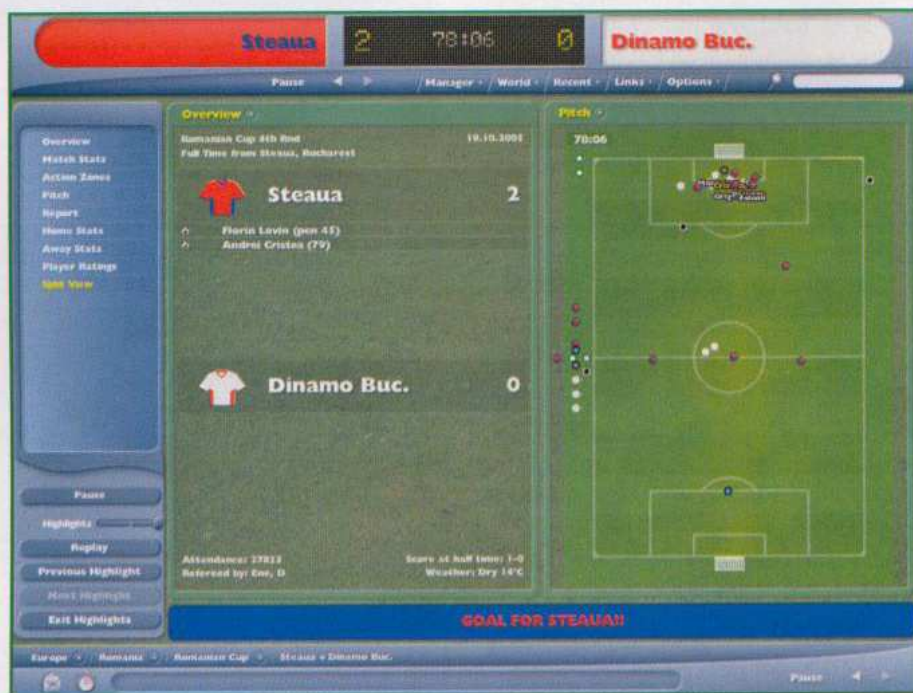 Steaua 2 78:06 0 Dinamo Buc.
Pause Manager World Recent Links Options
Overview
Match Stats
Action Zones
Pitch
Report
Home Stats
Away Stats
Player Ratings
Split View
Pause
Highlights
Replay
Previous Highlight
Next Highlight
Exit Highlights
Overview
Romanian Cup 8th Rnd 19.10.2005
Full Time from Steaua, Bucharest
Steaua 2
Florin Lovin (pen 45)
Andrei Cristea (79)
Dinamo Buc. 0
Attendance: 27813 Score at half time: 1-0
Refereed by: Ene, D Weather: Dry 14°C
Pitch
78:06
GOAL FOR STEAUA!!
Europe Romania Romanian Cup Steaua v Dinamo Buc.
Pause